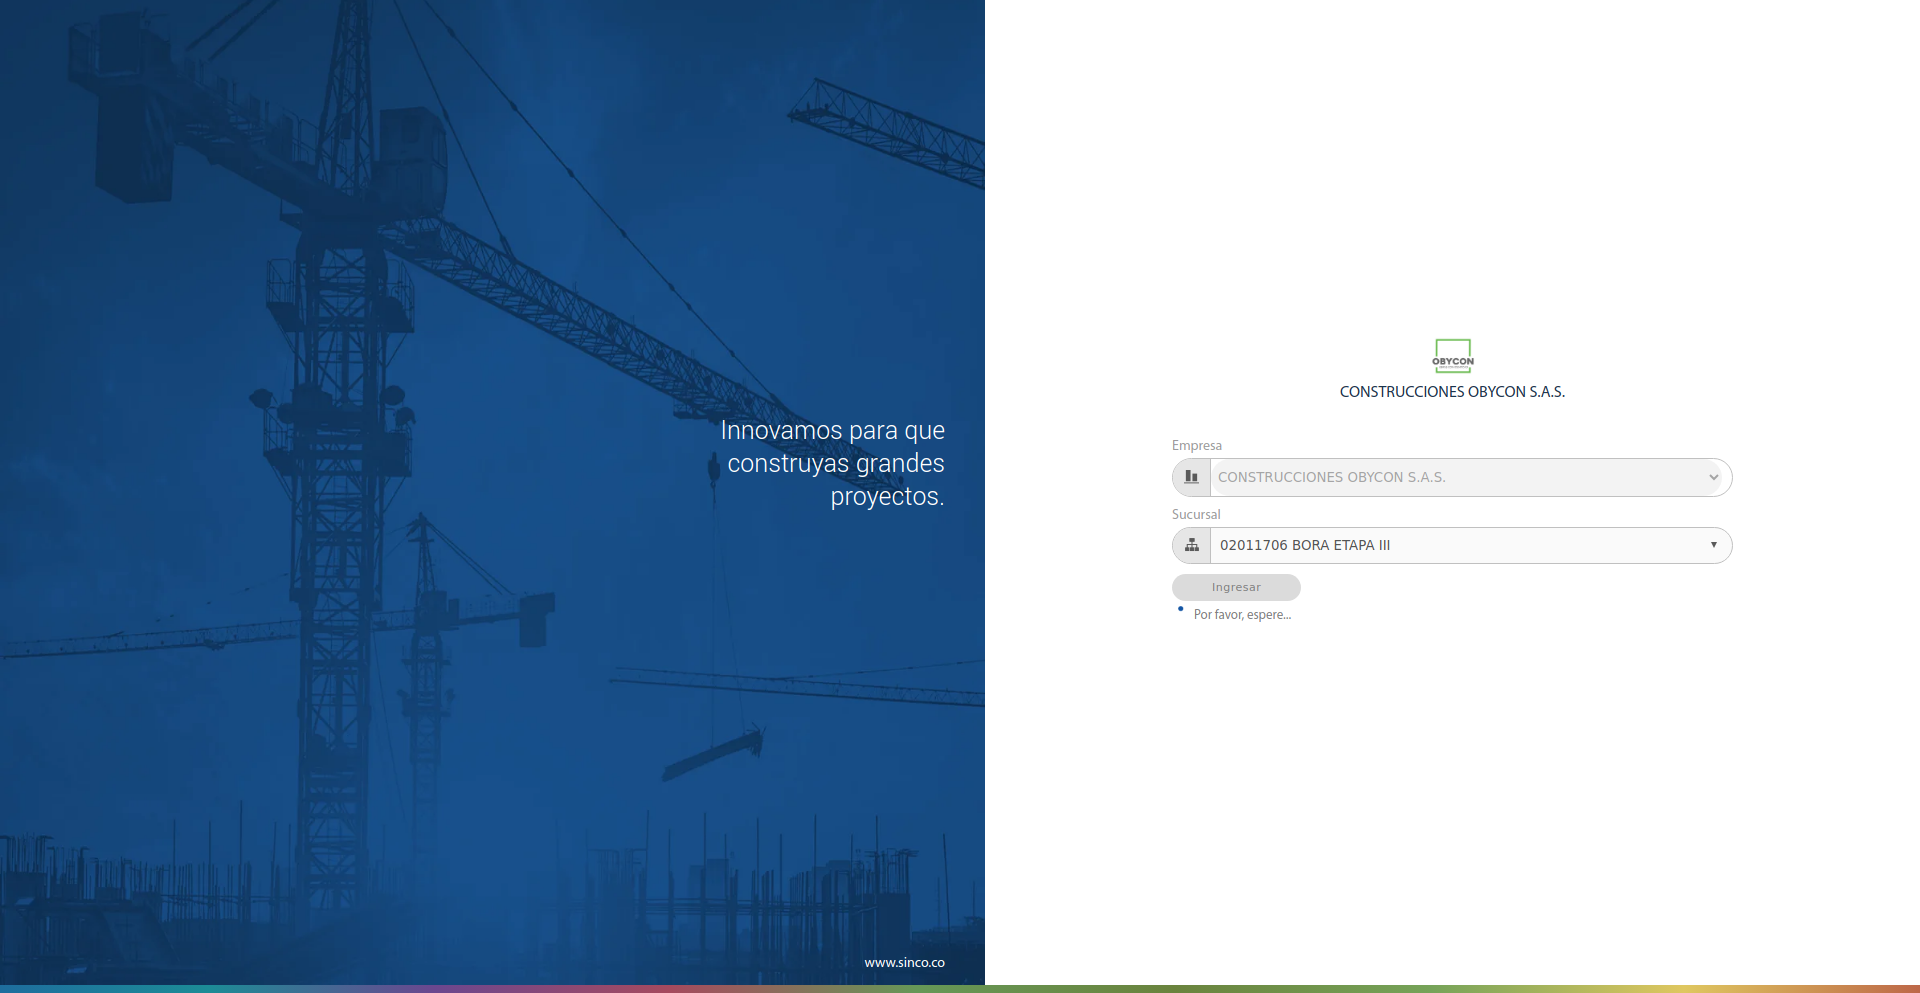 Innovamos para que
construyas grandes
proyectos.
www.sinco.co
OBYCON
CONSTRUCCIONES OBYCON S.A.S.
Empresa
CONSTRUCCIONES OBYCON S.A.S.
Sucursal
02011706 BORA ETAPA III
Ingresar
Por favor, espere...